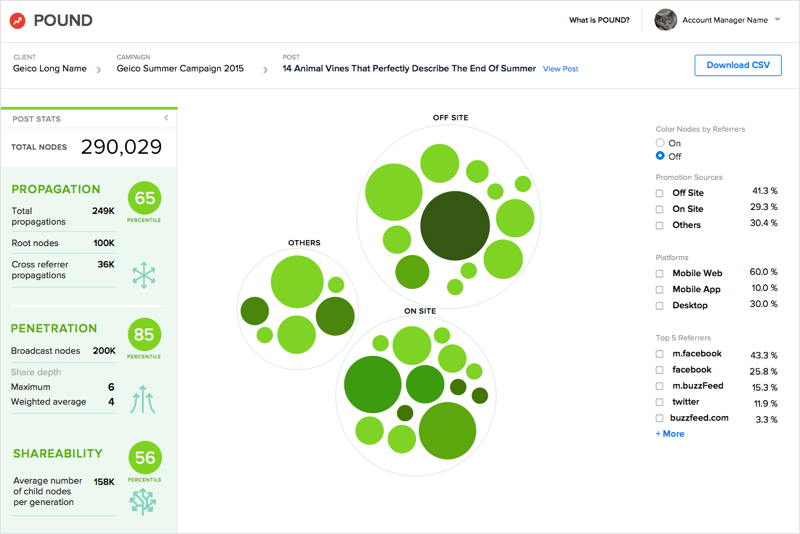 POUND
What is POUND?
Account Manager Name
CLIENT
Geico Long Name
CAMPAIGN
Geico Summer Campaign 2015
POST
14 Animal Vines That Perfectly Describe The End Of Summer View Post
Download CSV
POST STATS
TOTAL NODES 290,029
PROPAGATION
65
PERCENTILE
Total
propagations 249K
Root nodes 100K
Cross referrer
propagations 36K
PENETRATION
85
PERCENTILE
Broadcast nodes 200K
Share depth
Maximum 6
Weighted average 4
SHAREABILITY
56
PERCENTILE
Average number
of child nodes
per generation 158K
OFF SITE
OTHERS
ON SITE
Color Nodes by Referrers
On
Off
Promotion Sources
Off Site 41.3 %
On Site 29.3 %
Others 30.4 %
Platforms
Mobile Web 60.0 %
Mobile App 10.0 %
Desktop 30.0 %
Top 5 Referrers
m.facebook 43.3 %
facebook 25.8 %
m.buzzFeed 15.3 %
twitter 11.9 %
buzzfeed.com 3.3 %
+ More